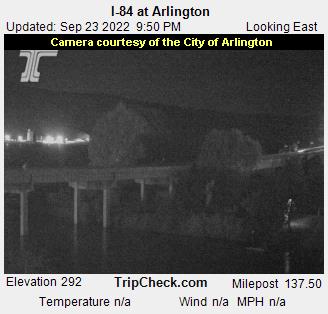 I-84 at Arlington
Updated: Sep 23 2022 9:50 PM Looking East
Camera courtesy of the City of Arlington
Elevation 292 TripCheck.com Milepost 137.50
Temperature n/a Wind n/a MPH n/a